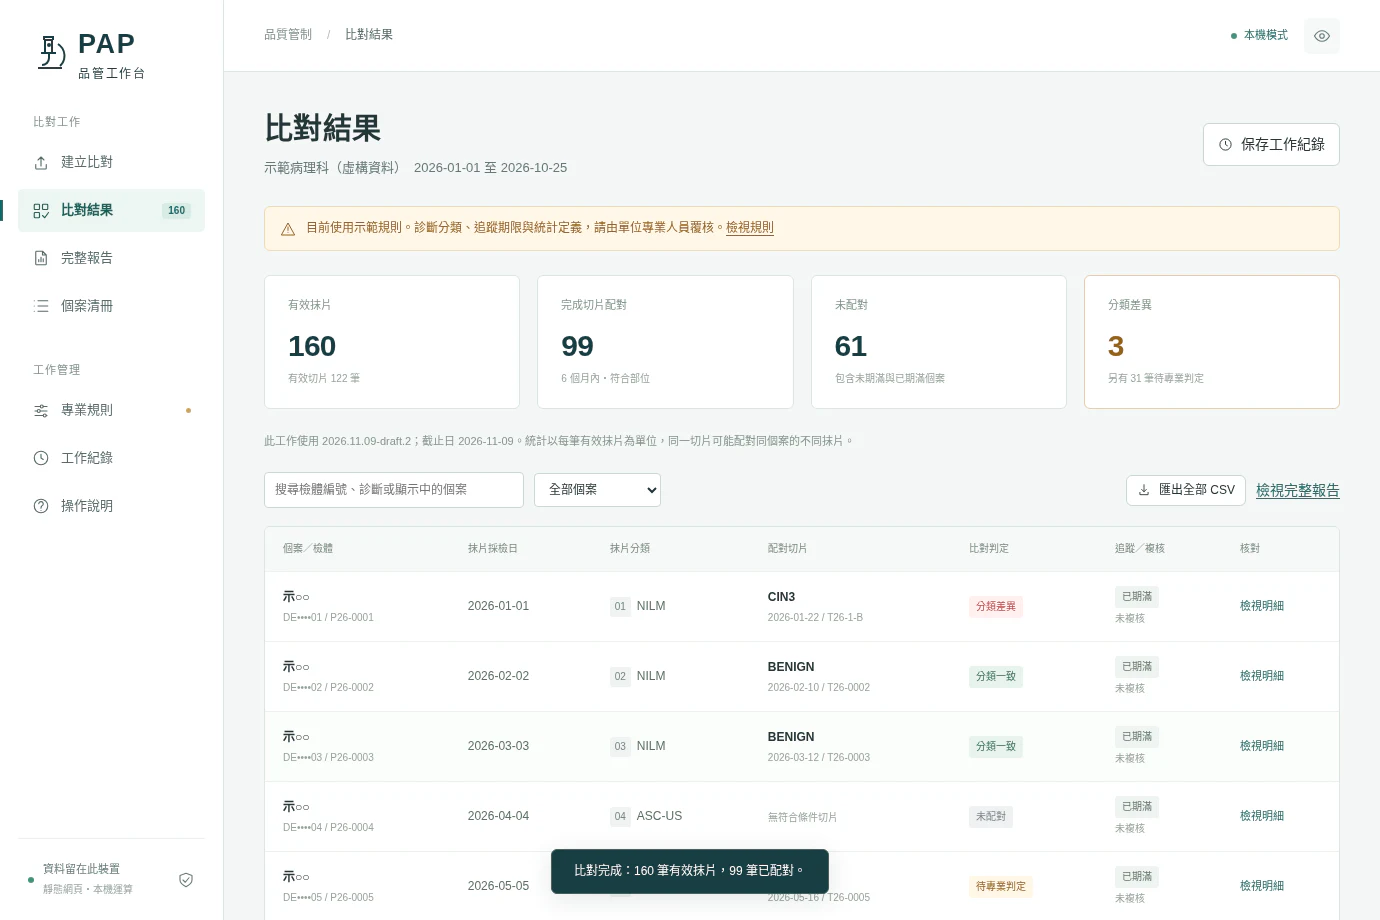 PAP
品管工作台
比對工作
建立比對
比對結果 160
完整報告
個案清冊
工作管理
專業規則
工作紀錄
操作說明
資料留在此裝置
靜態網頁・本機運算
品質管制 / 比對結果
本機模式
比對結果
示範病理科（虛構資料） 2026-01-01 至 2026-10-25
保存工作紀錄
目前使用示範規則。診斷分類、追蹤期限與統計定義，請由單位專業人員覆核。檢視規則
有效抹片
160
有效切片 122 筆
完成切片配對
99
6 個月內・符合部位
未配對
61
包含未期滿與已期滿個案
分類差異
3
另有 31 筆待專業判定
此工作使用 2026.11.09-draft.2；截止日 2026-11-09。統計以每筆有效抹片為單位，同一切片可能配對同個案的不同抹片。
搜尋檢體編號、診斷或顯示中的個案
全部個案
匯出全部 CSV
檢視完整報告
個案／檢體 抹片採檢日 抹片分類 配對切片 比對判定 追蹤／複核 核對
示○○
DE••••01 / P26-0001
2026-01-01
01 NILM
CIN3
2026-01-22 / T26-1-B
分類差異
已期滿
未複核
檢視明細
示○○
DE••••02 / P26-0002
2026-02-02
02 NILM
BENIGN
2026-02-10 / T26-0002
分類一致
已期滿
未複核
檢視明細
示○○
DE••••03 / P26-0003
2026-03-03
03 NILM
BENIGN
2026-03-12 / T26-0003
分類一致
已期滿
未複核
檢視明細
示○○
DE••••04 / P26-0004
2026-04-04
04 ASC-US
無符合條件切片
未配對
已期滿
未複核
檢視明細
示○○
DE••••05 / P26-0005
2026-05-05
2026-05-16 / T26-0005
待專業判定
已期滿
未複核
檢視明細
比對完成：160 筆有效抹片，99 筆已配對。